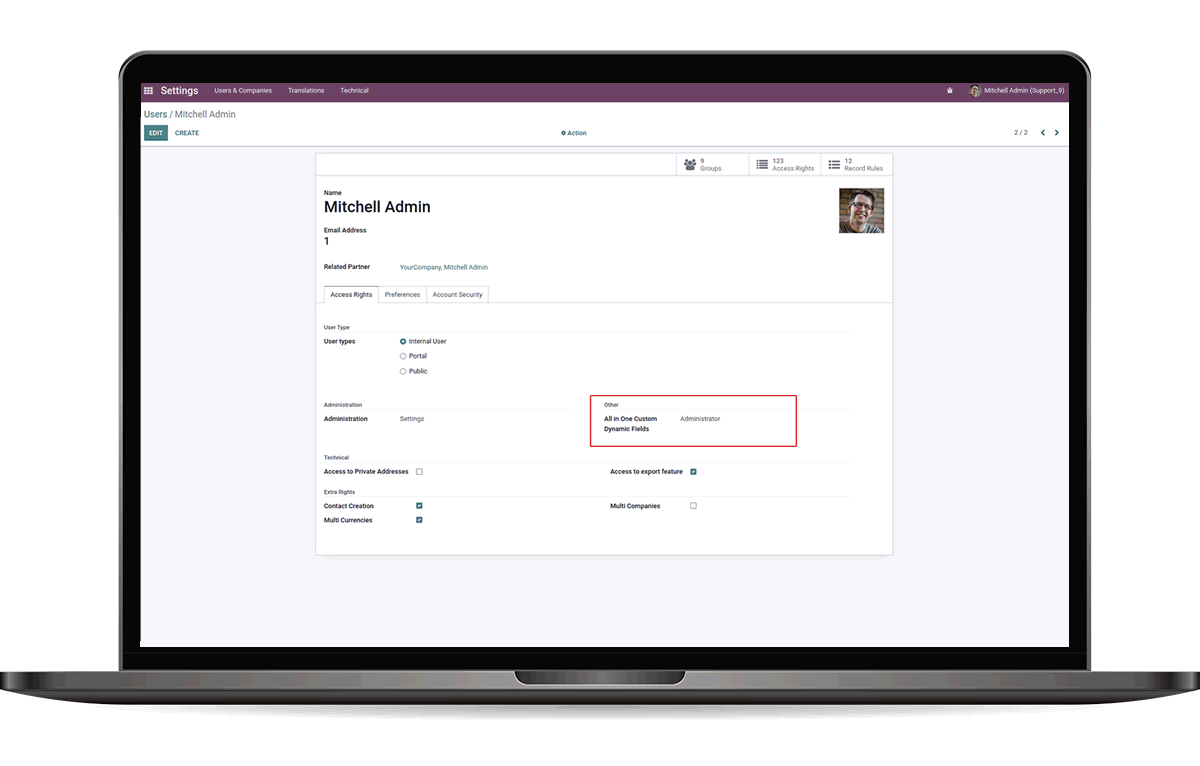 Settings Users & Companies Translations Technical Mitchell Admin (Support_9)
Users / Mitchell Admin
EDIT CREATE Action 2 / 2
9 Groups
123 Access Rights
12 Record Rules
Name
Mitchell Admin
Email Address
1
Related Partner YourCompany, Mitchell Admin
Access Rights Preferences Account Security
User Type
User types Internal User
Portal
Public
Administration
Administration Settings
Other
All in One Custom Administrator
Dynamic Fields
Technical
Access to Private Addresses Access to export feature
Extra Rights
Contact Creation Multi Companies
Multi Currencies